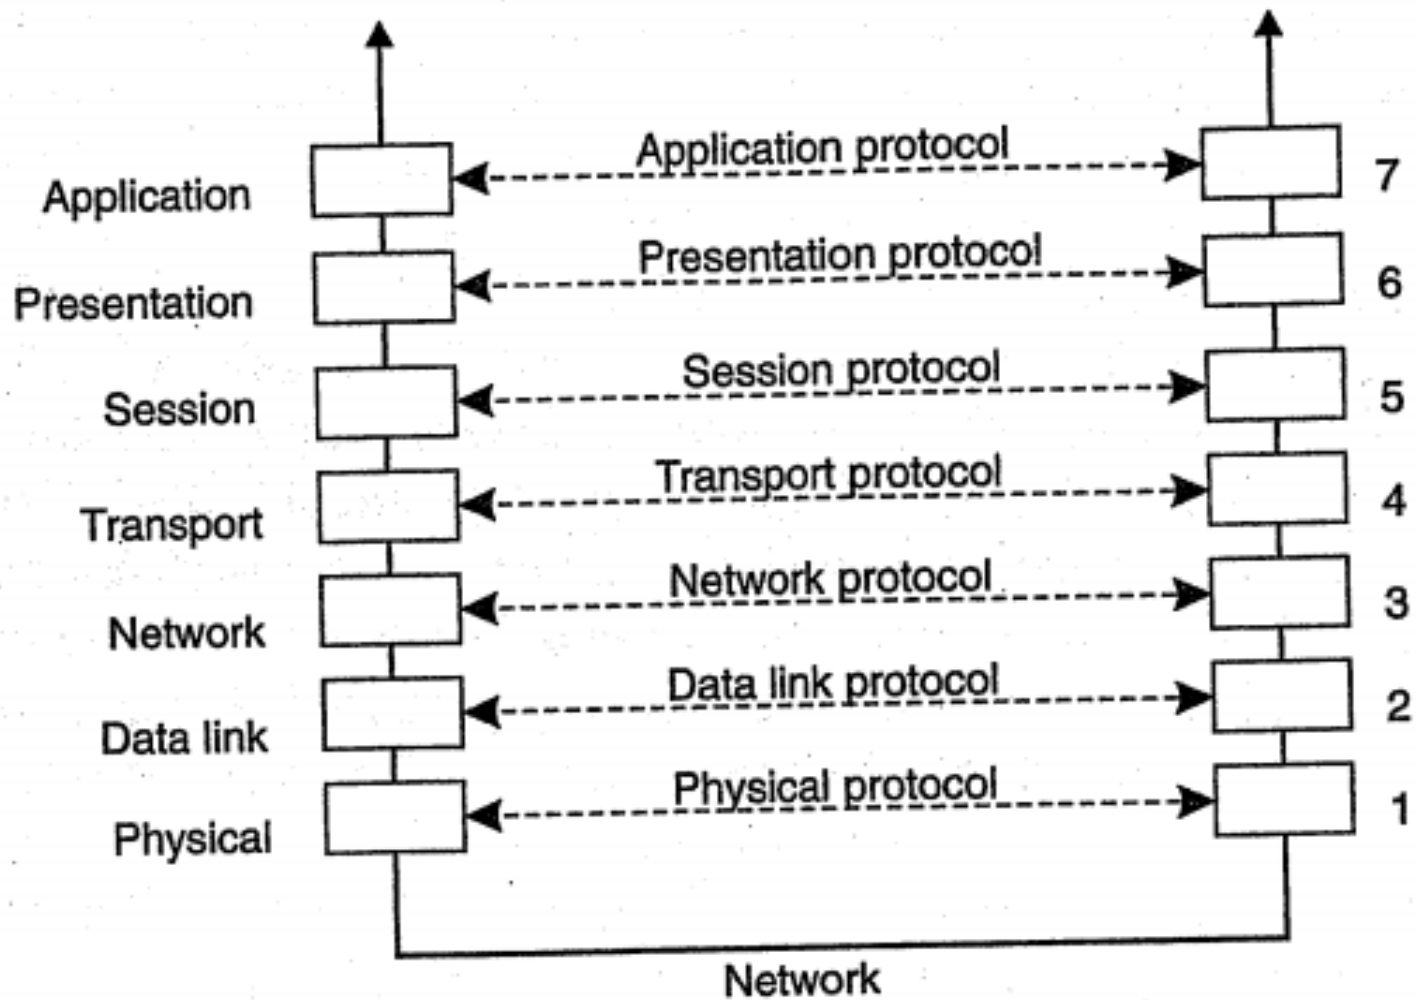 Application protocol
Application
7
Presentation protocol
Presentation
6
Session protocol
Session
5
Transport protocol
Transport
4
Network protocol
Network
3
Data link protocol
Data link
2
Physical protocol
Physical
1
Network